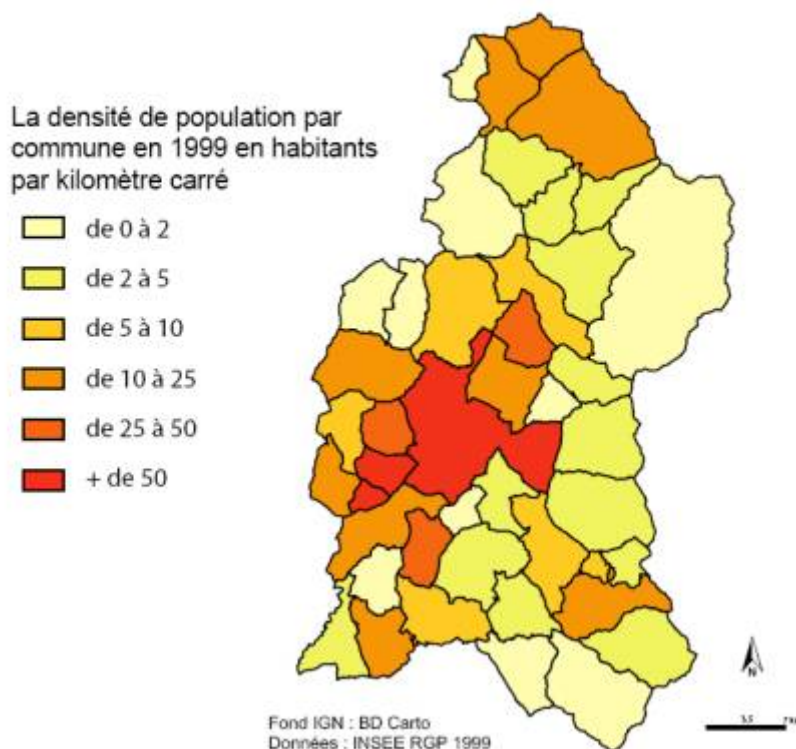 La densité de population par
commune en 1999 en habitants
par kilomètre carré
de 0 à 2
de 2 à 5
de 5 à 10
de 10 à 25
de 25 à 50
+ de 50
N
Fond IGN : BD Carto
Données : INSEE RGP 1999